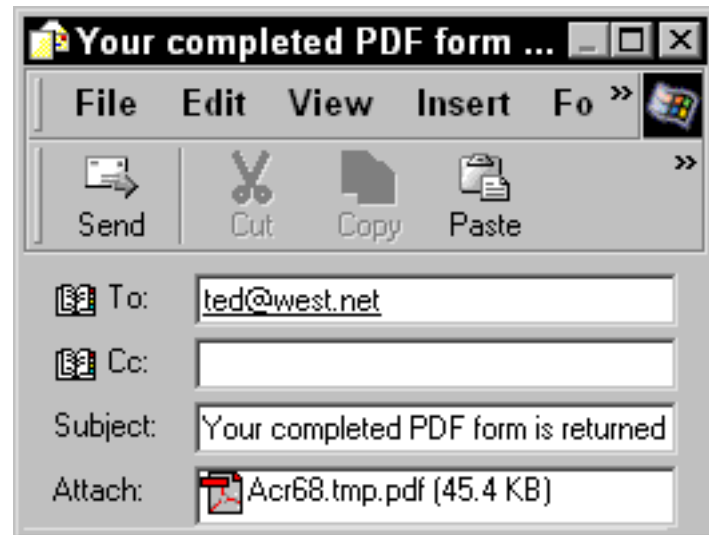 Your completed PDF form ...
File Edit View Insert Fo »
Send Cut Copy Paste »
To: ted@west.net
Cc:
Subject: Your completed PDF form is returned
Attach: Acr68.tmp.pdf (45.4 KB)